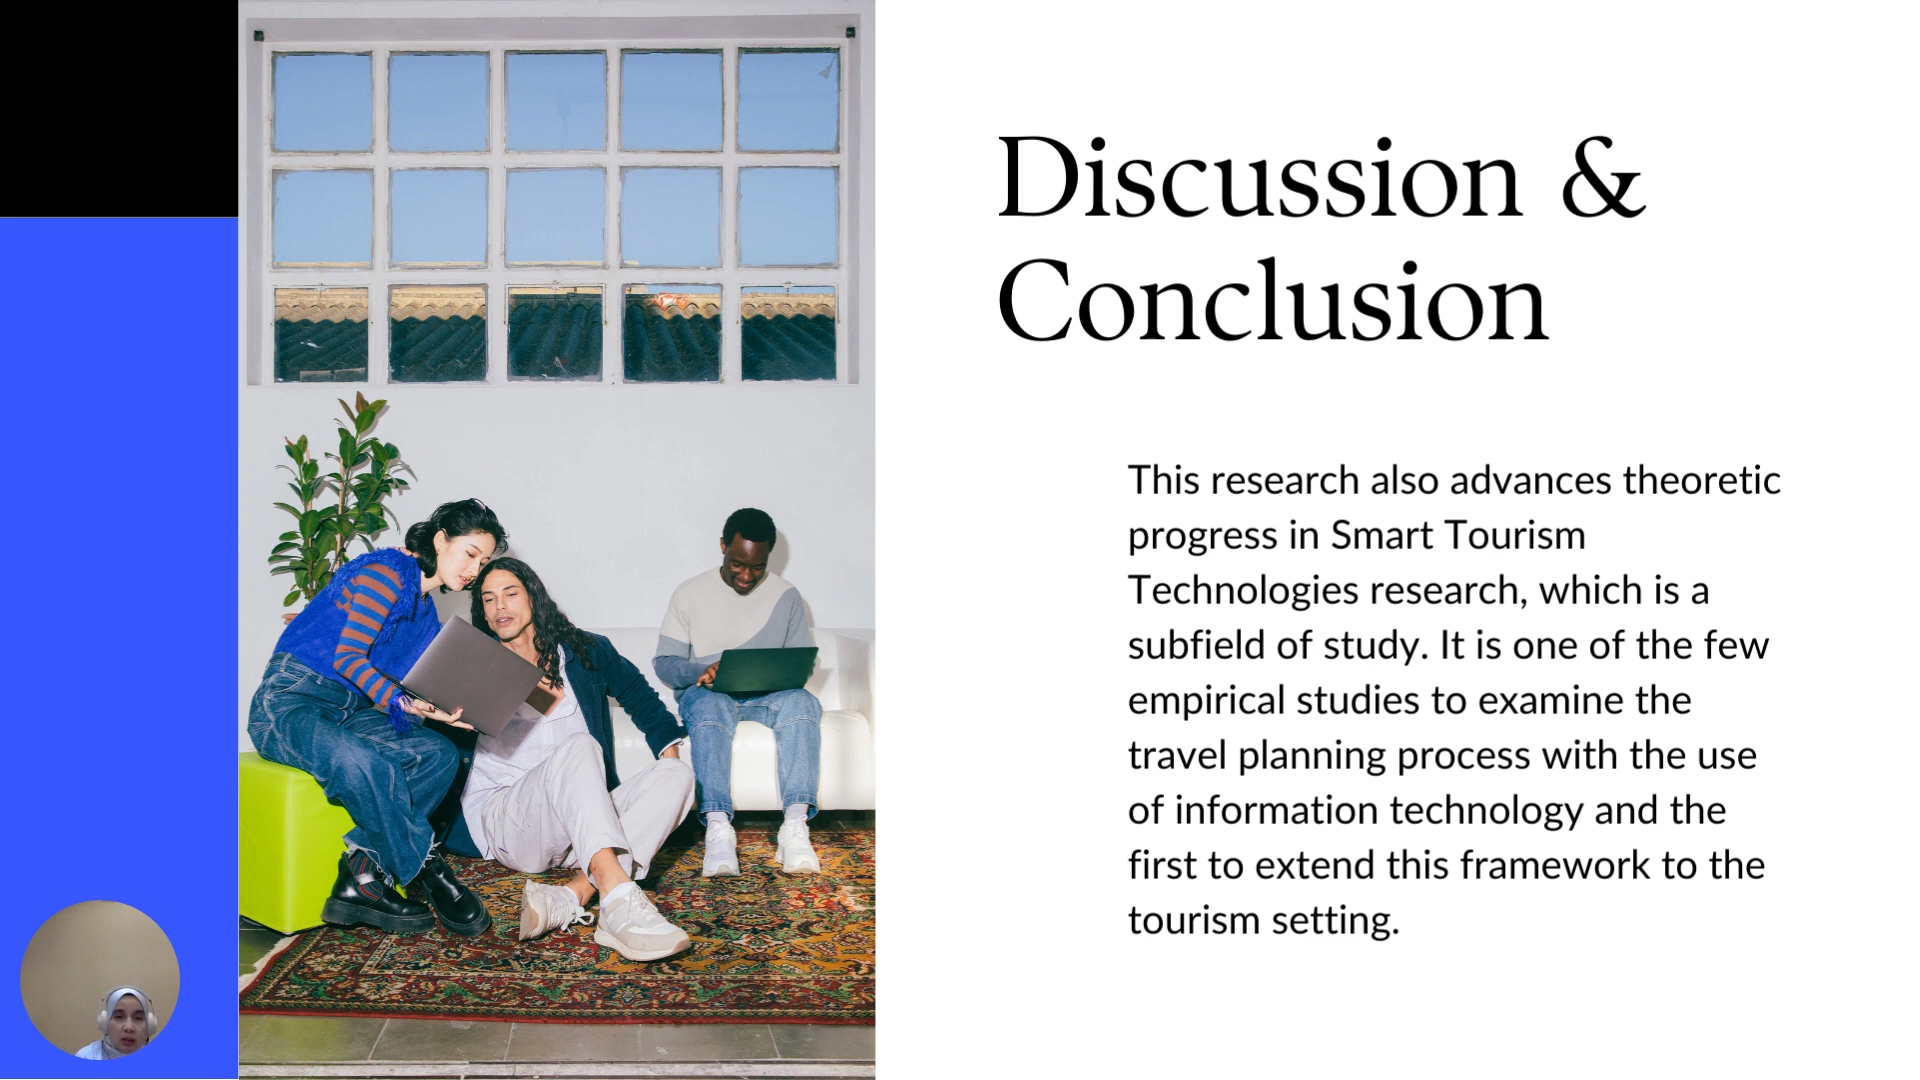 Discussion &
Conclusion
This research also advances theoretic
progress in Smart Tourism
Technologies research, which is a
subfield of study. It is one of the few
empirical studies to examine the
travel planning process with the use
of information technology and the
first to extend this framework to the
tourism setting.